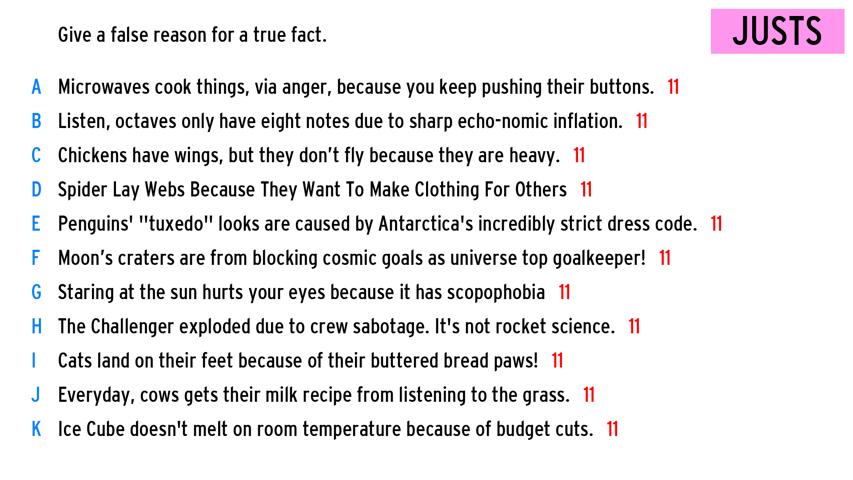 Give a false reason for a true fact.
JUSTS
A Microwaves cook things, via anger, because you keep pushing their buttons. 11
B Listen, octaves only have eight notes due to sharp echo-nomic inflation. 11
C Chickens have wings, but they don’t fly because they are heavy. 11
D Spider Lay Webs Because They Want To Make Clothing For Others 11
E Penguins' "tuxedo" looks are caused by Antarctica's incredibly strict dress code. 11
F Moon’s craters are from blocking cosmic goals as universe top goalkeeper! 11
G Staring at the sun hurts your eyes because it has scopophobia 11
H The Challenger exploded due to crew sabotage. It's not rocket science. 11
I Cats land on their feet because of their buttered bread paws! 11
J Everyday, cows gets their milk recipe from listening to the grass. 11
K Ice Cube doesn't melt on room temperature because of budget cuts. 11